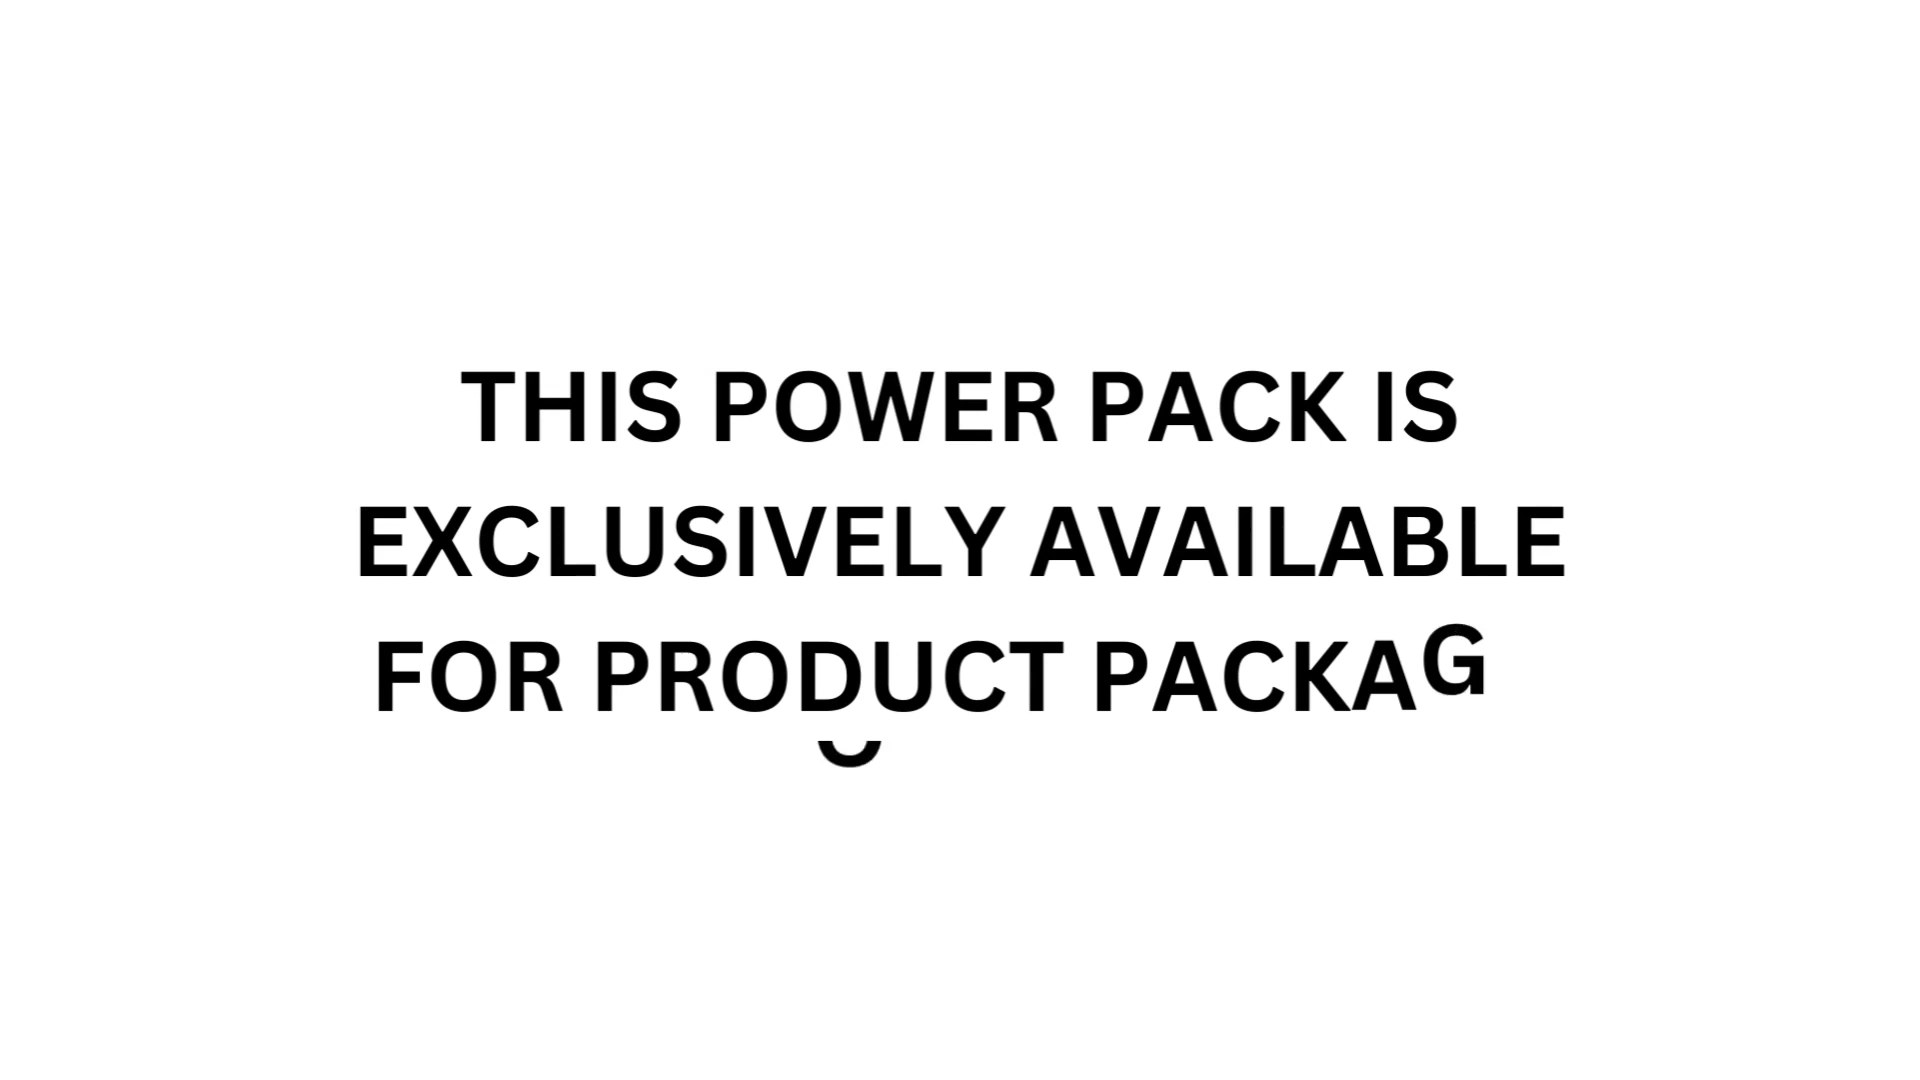 THIS POWER PACK IS
EXCLUSIVELY AVAILABLE
FOR PRODUCT PACKAG